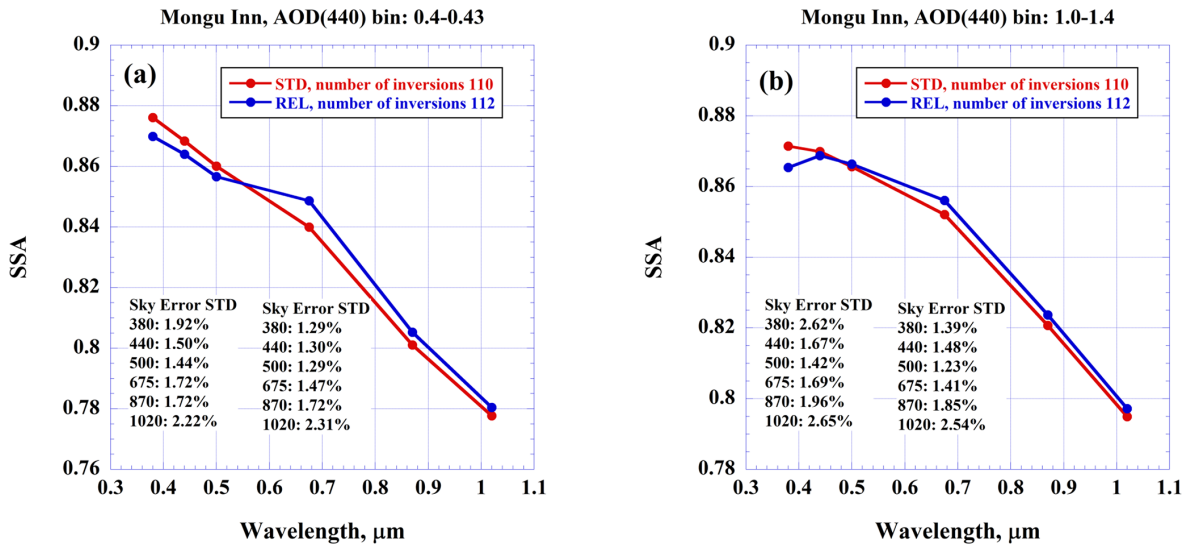 Mongu Inn, AOD(440) bin: 0.4-0.43
(a)
STD, number of inversions 110
REL, number of inversions 112
SSA
0.9
0.88
0.86
0.84
0.82
0.8
0.78
0.76
Sky Error STD
380: 1.92%
440: 1.50%
500: 1.44%
675: 1.72%
870: 1.72%
1020: 2.22%
Sky Error STD
380: 1.29%
440: 1.30%
500: 1.29%
675: 1.47%
870: 1.72%
1020: 2.31%
0.3 0.4 0.5 0.6 0.7 0.8 0.9 1 1.1
Wavelength, μm
Mongu Inn, AOD(440) bin: 1.0-1.4
(b)
STD, number of inversions 110
REL, number of inversions 112
SSA
0.9
0.88
0.86
0.84
0.82
0.8
0.78
Sky Error STD
380: 2.62%
440: 1.67%
500: 1.42%
675: 1.69%
870: 1.96%
1020: 2.65%
Sky Error STD
380: 1.39%
440: 1.48%
500: 1.23%
675: 1.41%
870: 1.85%
1020: 2.54%
0.3 0.4 0.5 0.6 0.7 0.8 0.9 1 1.1
Wavelength, μm